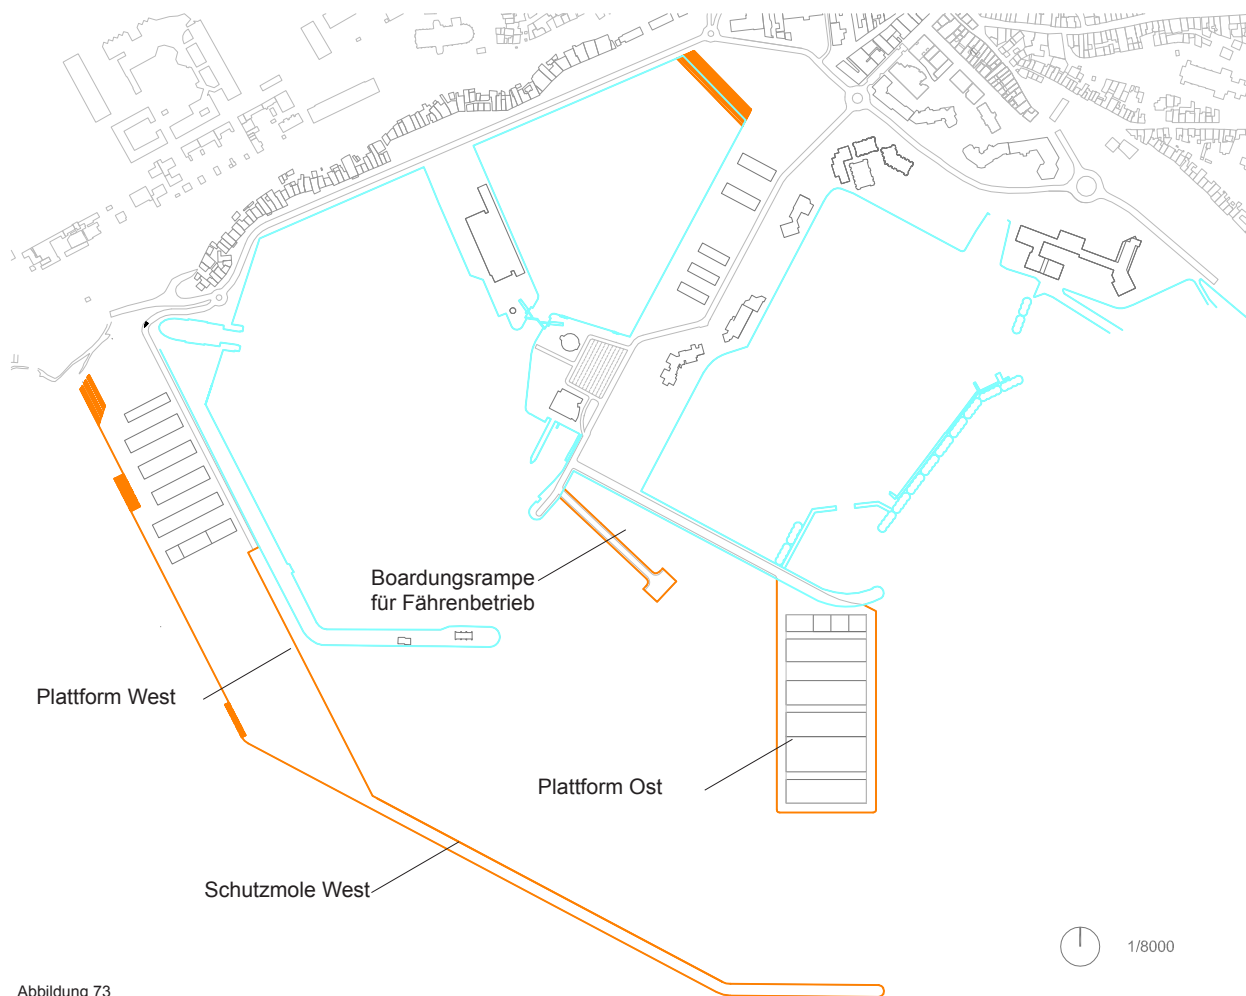 Boardungsrampe
für Fährenbetrieb
Plattform West
Plattform Ost
Schutzmole West
1/8000
Abbildung 73